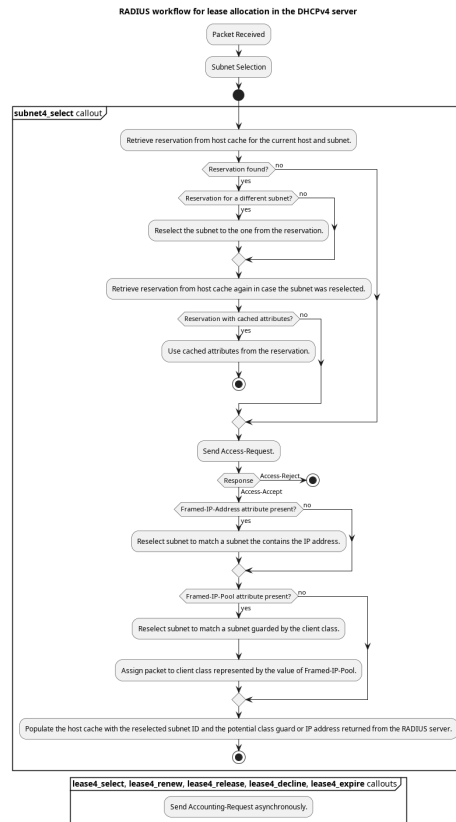 RADIUS workflow for lease allocation in the DHCPv4 server
Packet Received
Subnet Selection
subnet4_select callout
Retrieve reservation from host cache for the current host and subnet.
Reservation found?
no
yes
Reservation for a different subnet?
no
yes
Reselect the subnet to the one from the reservation.
Retrieve reservation from host cache again in case the subnet was reselected.
Reservation with cached attributes?
no
yes
Use cached attributes from the reservation.
Send Access-Request.
Response
Access-Reject
Access-Accept
Framed-IP-Address attribute present?
no
yes
Reselect subnet to match a subnet the contains the IP address.
Framed-IP-Pool attribute present?
no
yes
Reselect subnet to match a subnet guarded by the client class.
Assign packet to client class represented by the value of Framed-IP-Pool.
Populate the host cache with the reselected subnet ID and the potential class guard or IP address returned from the RADIUS server.
lease4_select, lease4_renew, lease4_release, lease4_decline, lease4_expire callouts
Send Accounting-Request asynchronously.